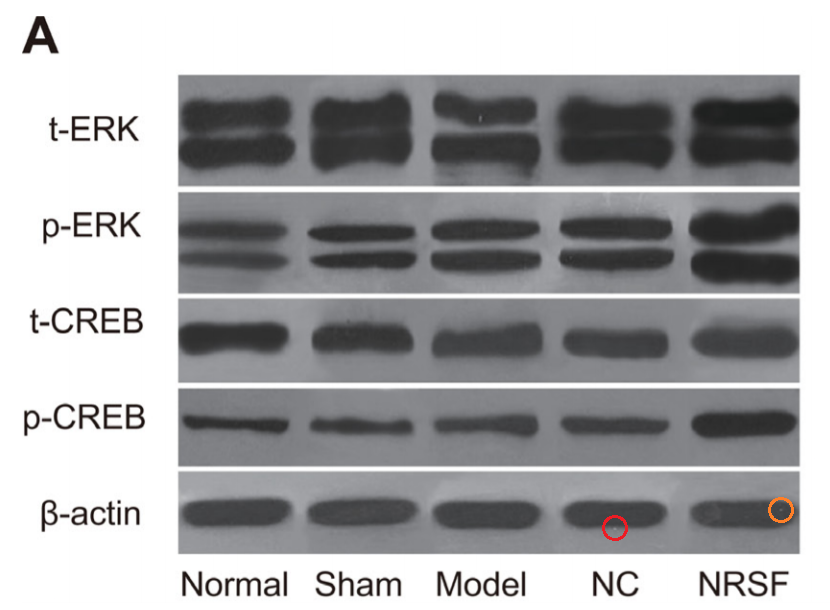 A
t-ERK
p-ERK
t-CREB
p-CREB
β-actin
Normal Sham Model NC NRSF